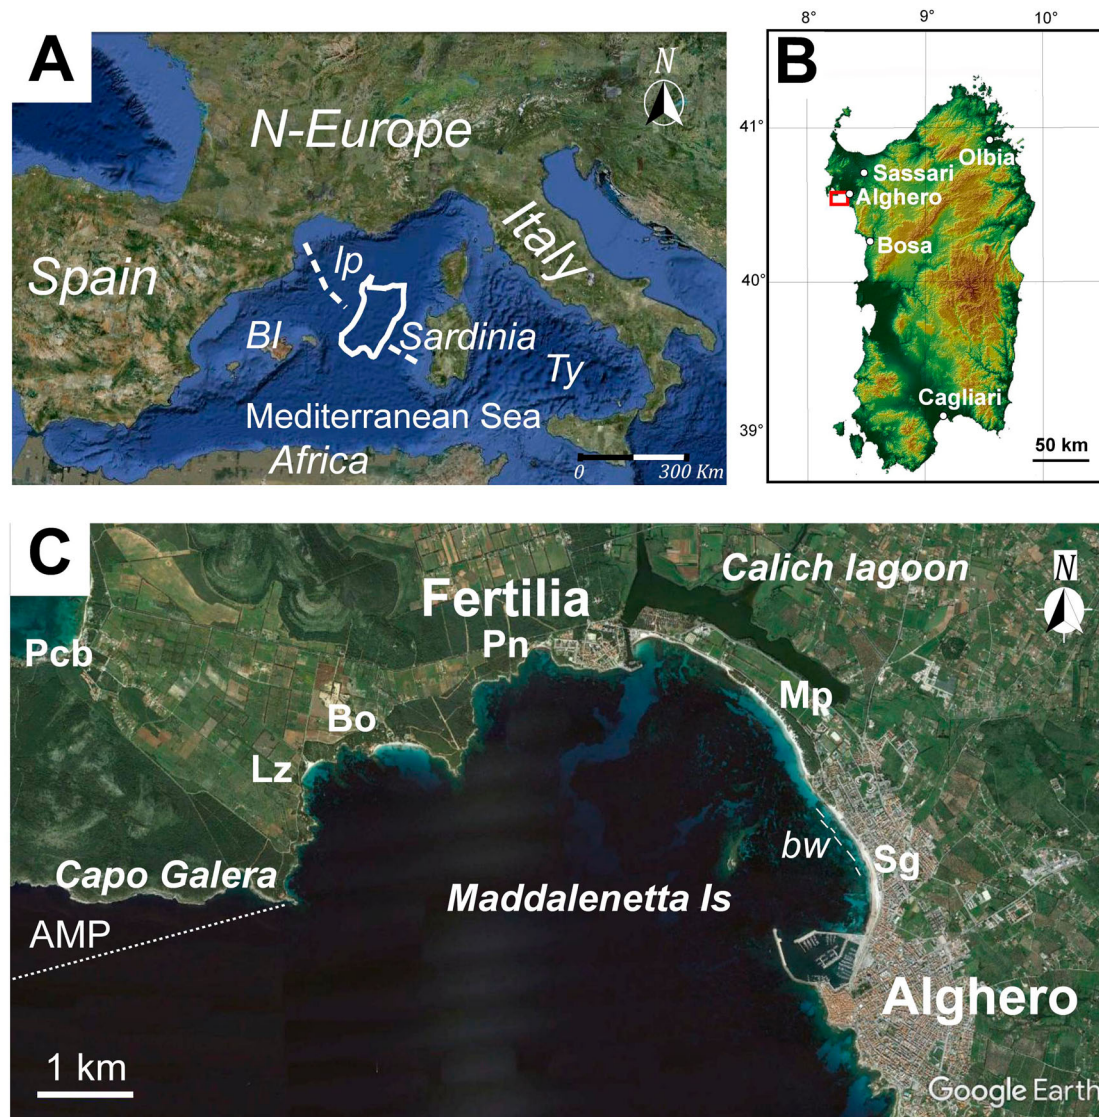 A
N
N-Europe
Italy
Spain
lp
Bl
Sardinia
Ty
Mediterranean Sea
Africa
0 300 Km
8° 9° 10°
B
41°
Olbia
Sassari
Alghero
Bosa
40°
Cagliari
39°
50 km
C
Calich lagoon
N
Fertilia
Pn
Pcb
Mp
Bo
Lz
bw
Sg
Capo Galera
Maddalenetta Is
AMP
Alghero
1 km
Google Earth